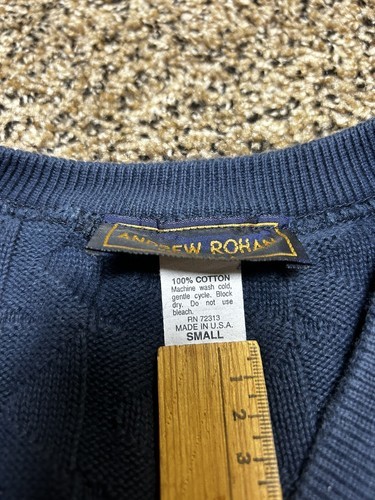 ANDREW ROHAN
100% COTTON
Machine wash cold,
gentle cycle. Block
dry. Do not use
bleach.
RN 72313
MADE IN U.S.A.
SMALL
1
2
3